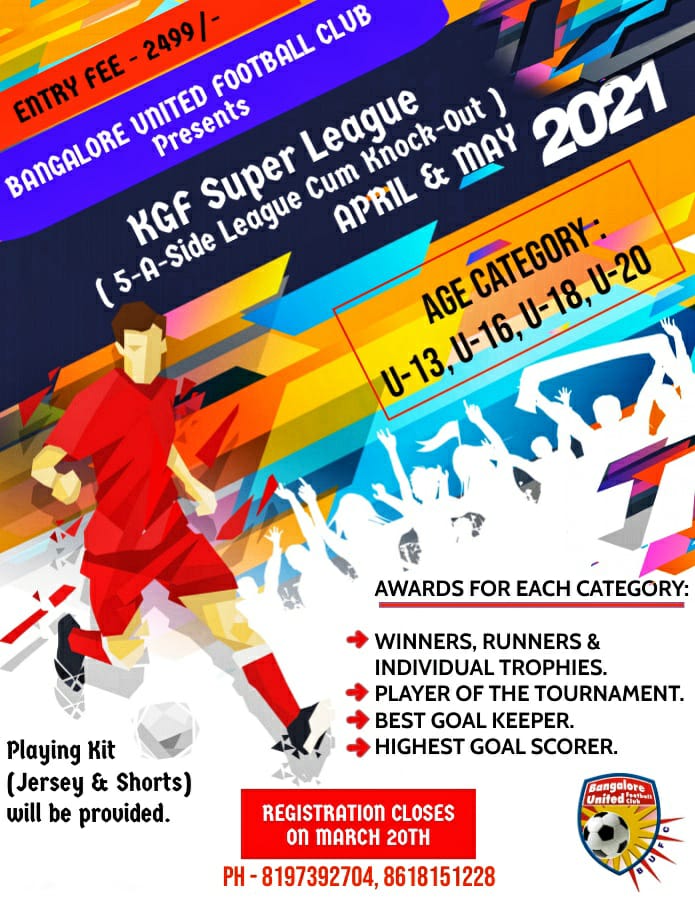 ENTRY FEE - 2499/-
BANGALORE UNITED FOOTBALL CLUB
Presents
KGF Super League
( 5-A-Side League Cum Knock-Out )
APRIL & MAY 2021
AGE CATEGORY :
U-13, U-16, U-18, U-20
AWARDS FOR EACH CATEGORY:
WINNERS, RUNNERS &
INDIVIDUAL TROPHIES.
PLAYER OF THE TOURNAMENT.
BEST GOAL KEEPER.
HIGHEST GOAL SCORER.
Playing Kit
(Jersey & Shorts)
will be provided.
REGISTRATION CLOSES
ON MARCH 20TH
PH - 8197392704, 8618151228
Bangalore
United Football
Club
BUFC